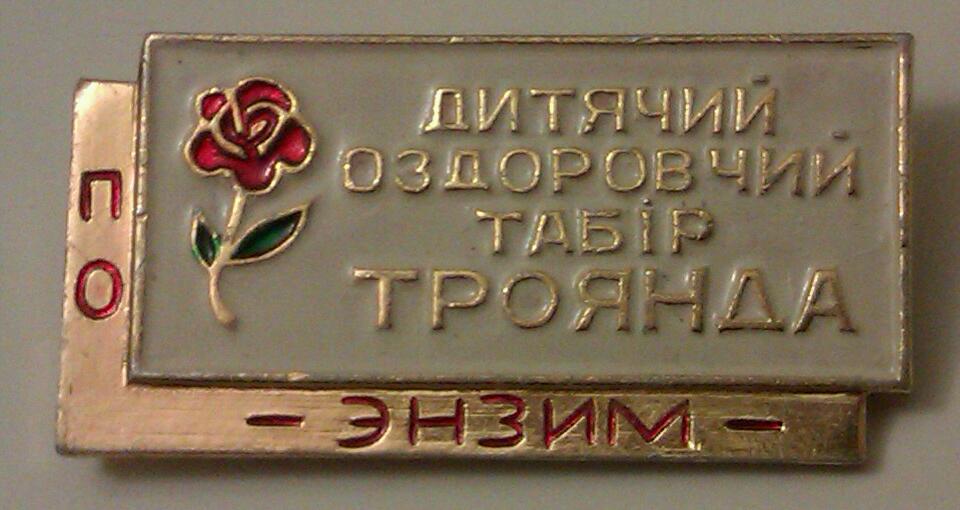 ДИТЯЧИЙ
ОЗДОРОВЧИЙ
ТАБІР
ТРОЯНДА
ПО
- ЭНЗИМ -